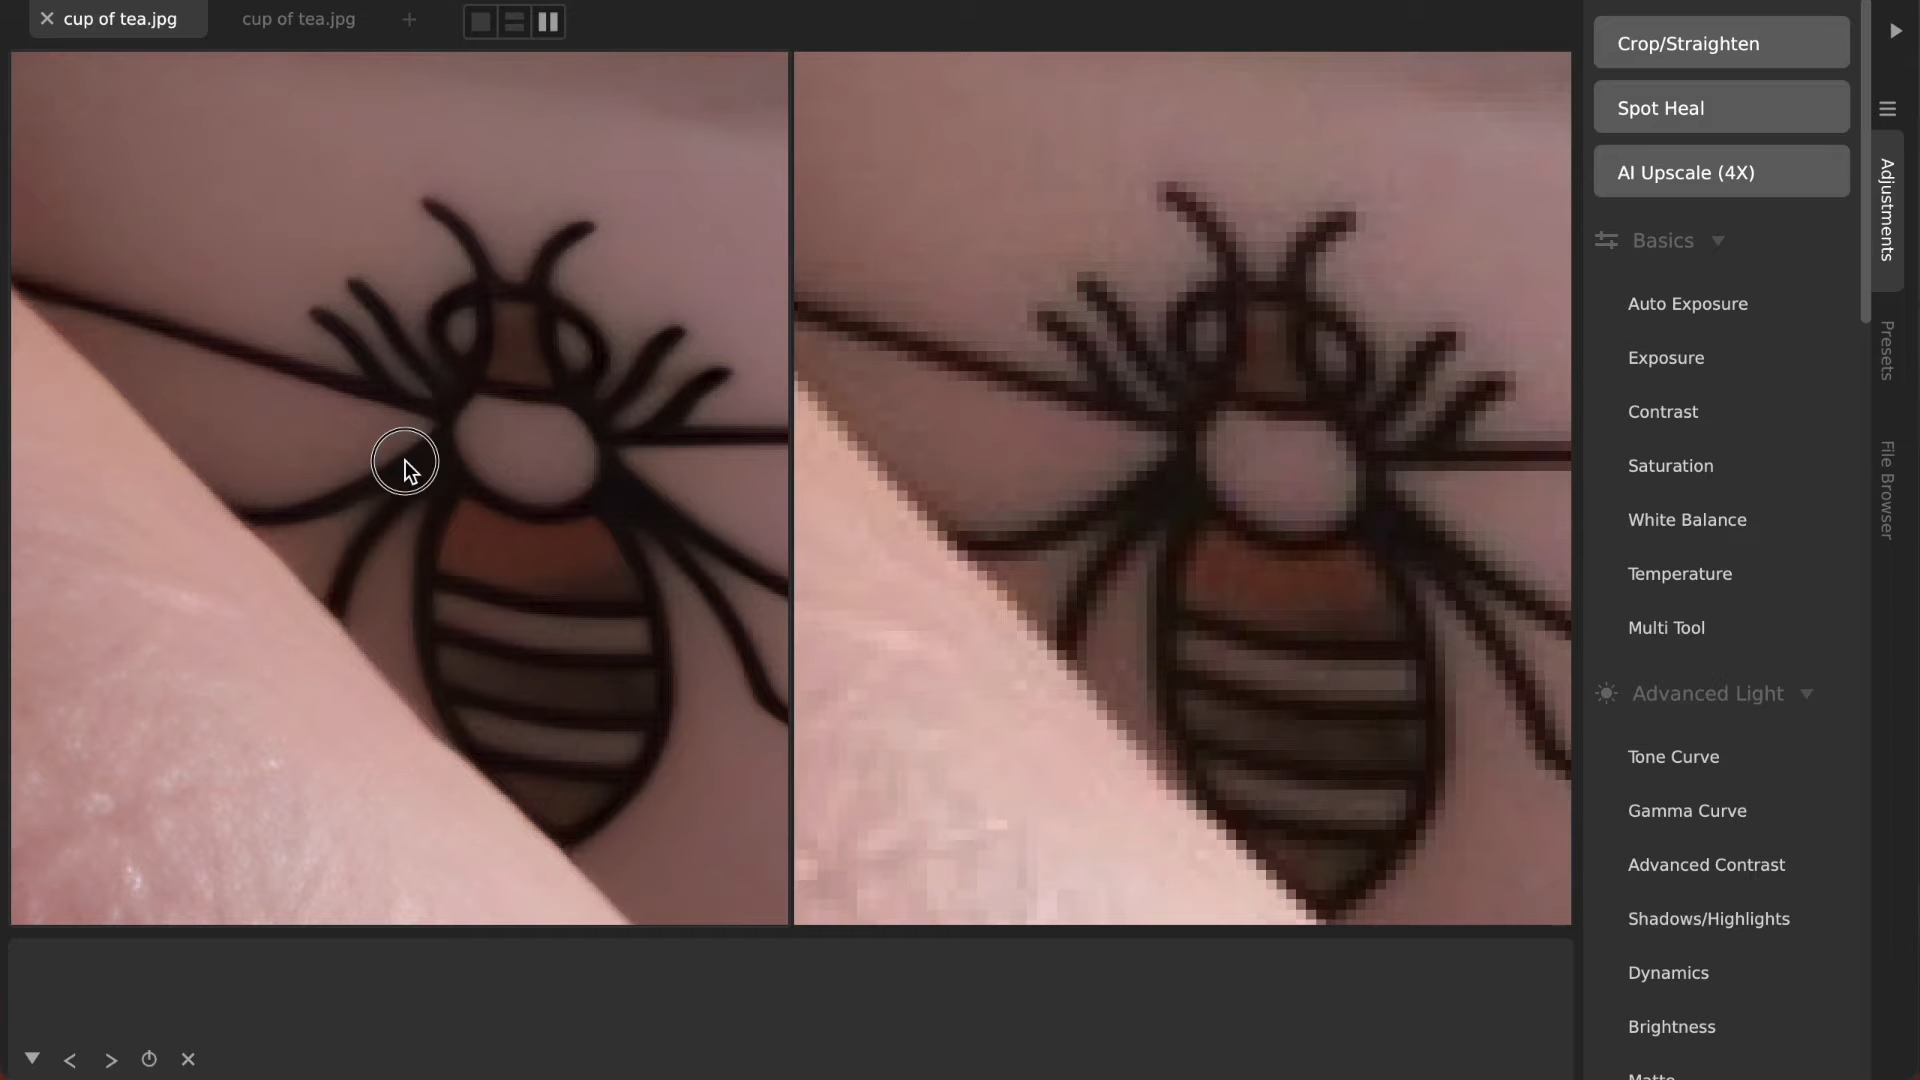 cup of tea.jpg
cup of tea.jpg
Crop/Straighten
Spot Heal
AI Upscale (4X)
Basics
Auto Exposure
Exposure
Contrast
Saturation
White Balance
Temperature
Multi Tool
Advanced Light
Tone Curve
Gamma Curve
Advanced Contrast
Shadows/Highlights
Dynamics
Brightness
Matte
Adjustments
Presets
File Browser